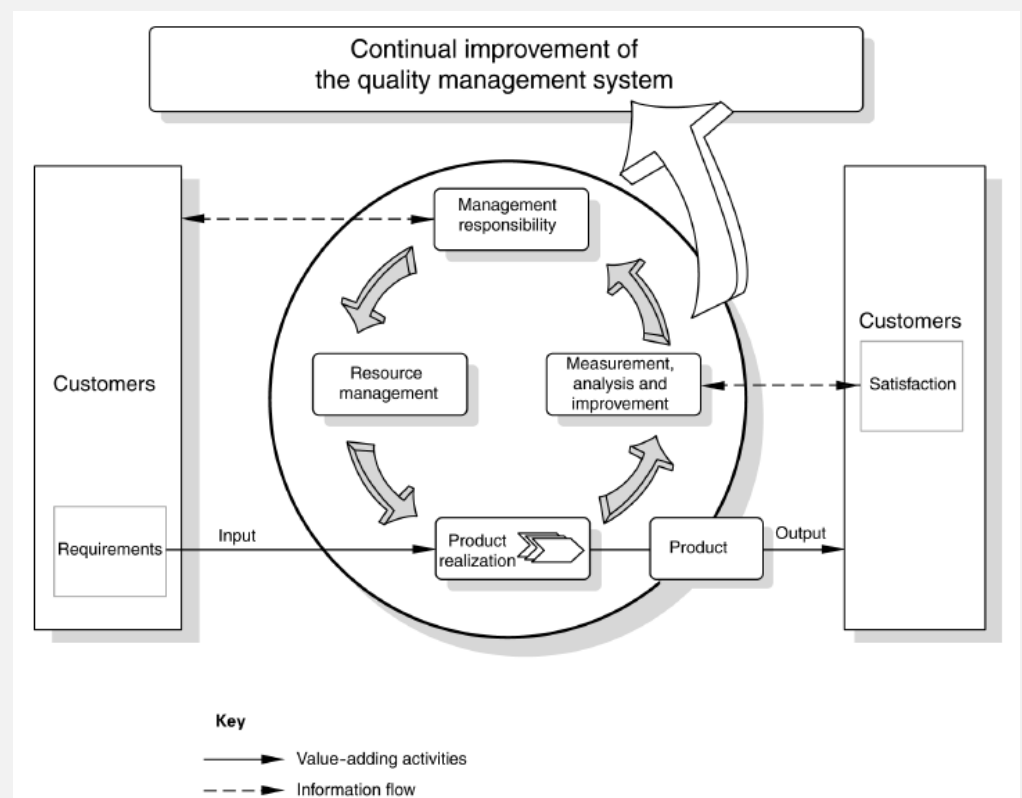 Continual improvement of
the quality management system
Management
responsibility
Customers
Resource
management
Measurement,
analysis and
improvement
Customers
Satisfaction
Requirements
Input
Product
realization
Product
Output
Key
Value-adding activities
Information flow